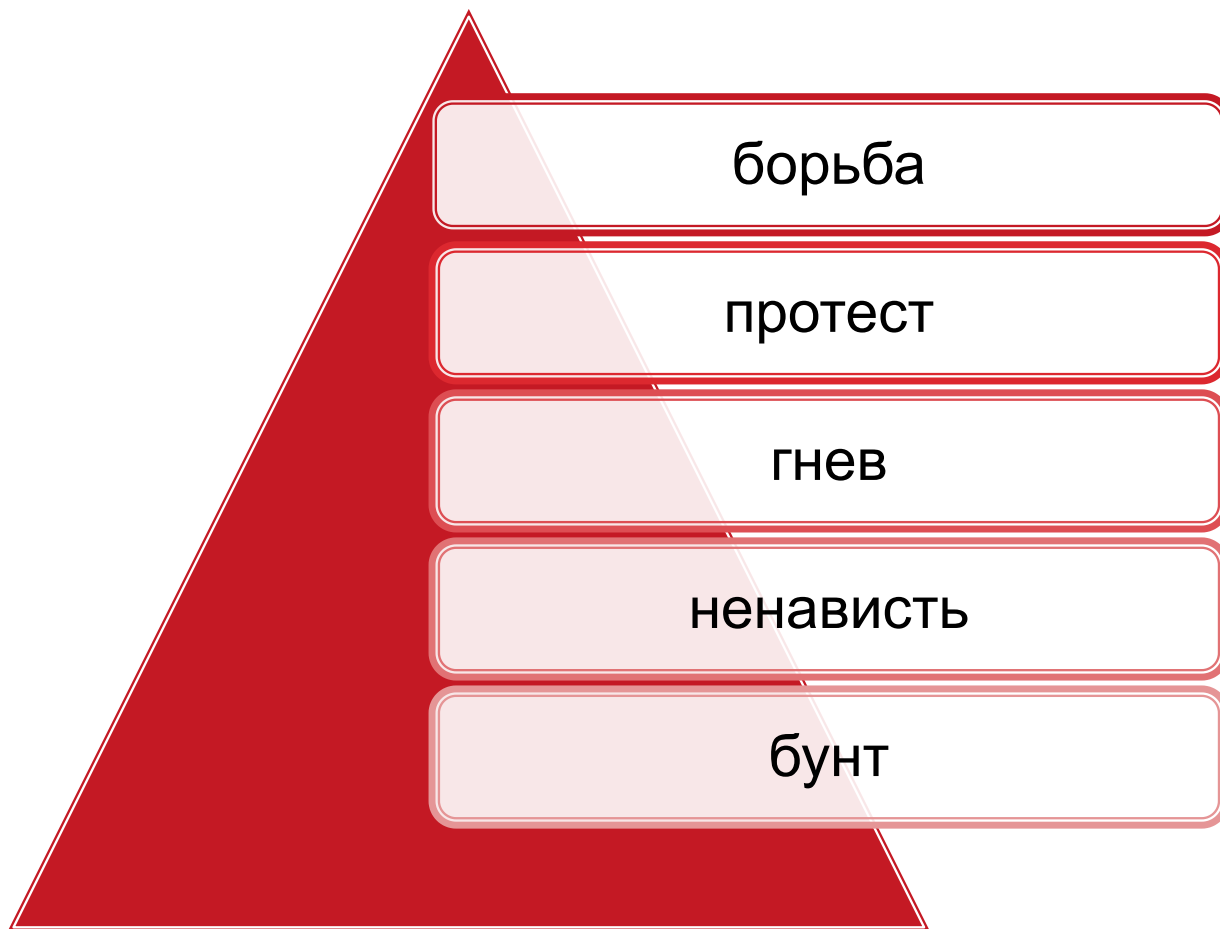 борьба
протест
гнев
ненависть
бунт